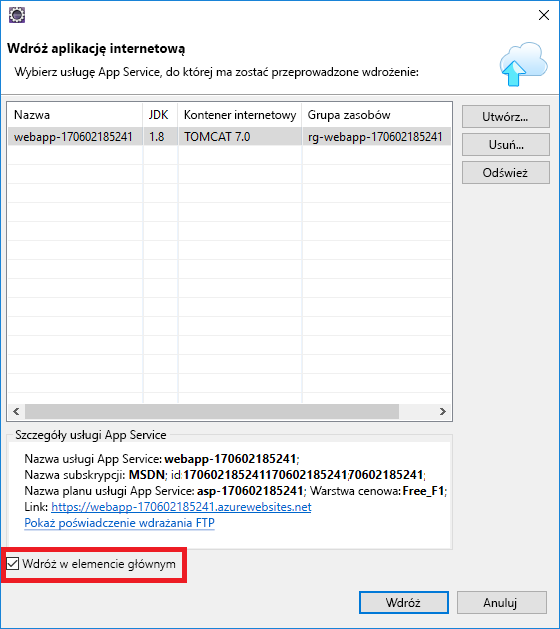 Wdróż aplikację internetową
Wybierz usługę App Service, do której ma zostać przeprowadzone wdrożenie:
Nazwa JDK Kontener internetowy Grupa zasobów
webapp-170602185241 1.8 TOMCAT 7.0 rg-webapp-170602185241
Utwórz...
Usuń...
Odśwież
Szczegóły usługi App Service
Nazwa usługi App Service: webapp-170602185241;
Nazwa subskrypcji: MSDN; id:170602185241170602185241;70602185241;
Nazwa planu usługi App Service: asp-170602185241; Warstwa cenowa:Free_F1;
Link: https://webapp-170602185241.azurewebsites.net
Pokaż poświadczenie wdrażania FTP
Wdróż w elemencie głównym
Wdróż Anuluj